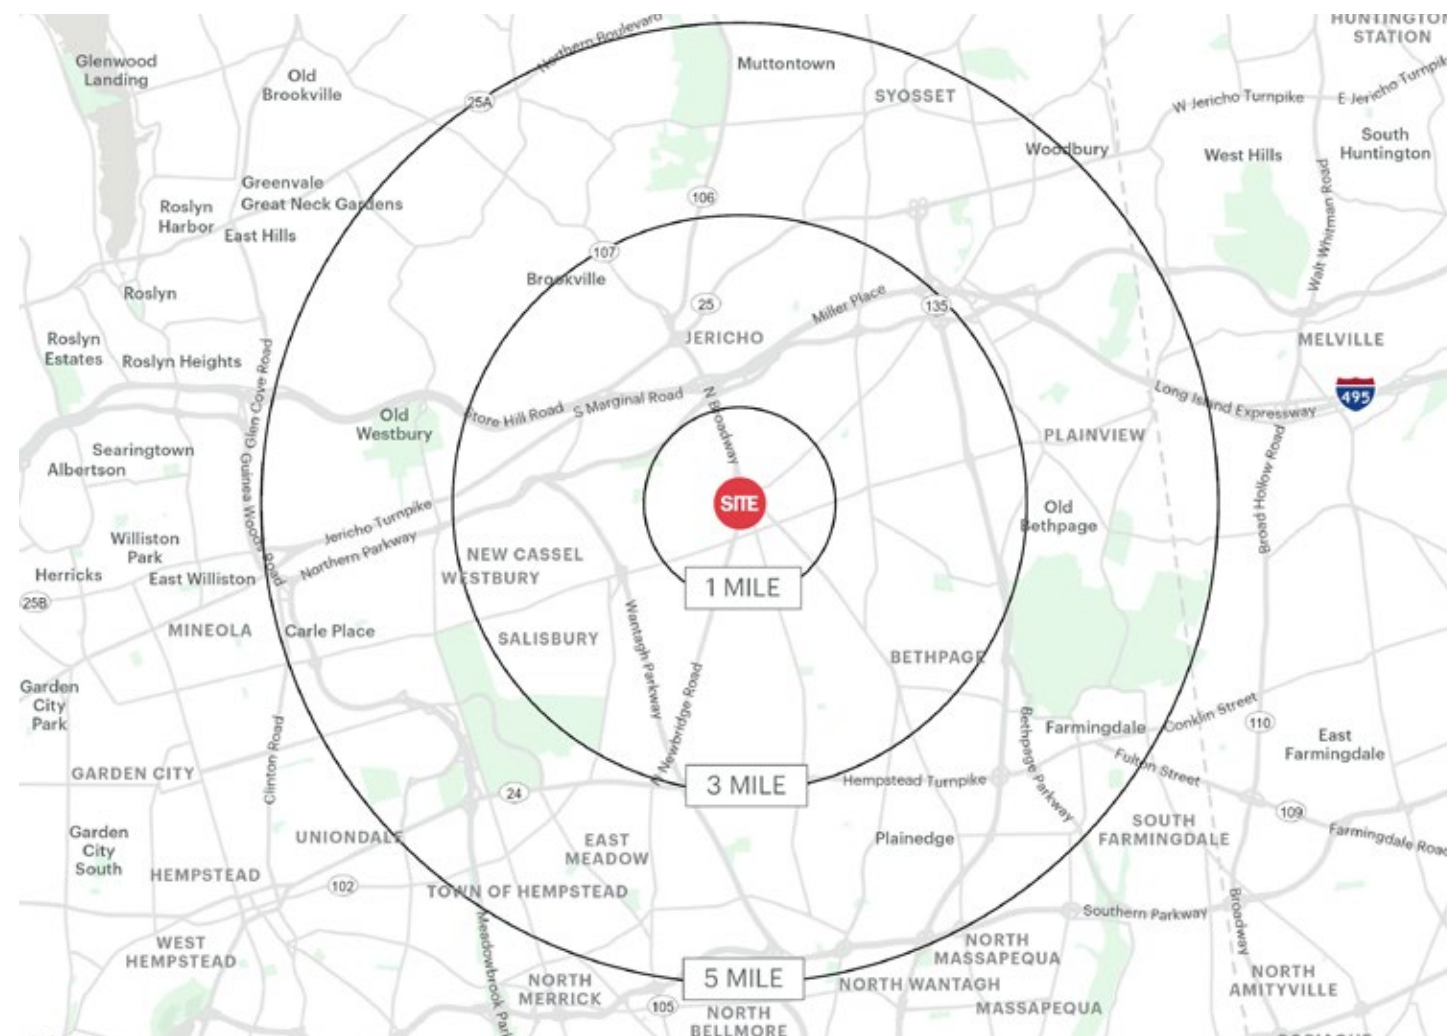 HUNTINGTON
STATION
Northern Boulevard
Glenwood
Landing
Old
Brookville
Muttontown
SYOSSET
25A
W Jericho Turnpike
E Jericho Turnpik
South
Huntington
West Hills
Woodbury
Greenvale
Great Neck Gardens
Roslyn
Harbor
East Hills
106
107
Brookville
Walt Whitman Road
Roslyn
25
Miller Place
135
JERICHO
MELVILLE
Roslyn
Estates
Roslyn Heights
Glen Cove Road
Guinea Woods Road
495
Long Island Expressway
Store Hill Road
S Marginal Road
N Broadway
Old
Westbury
PLAINVIEW
Searingtown
Albertson
Broad Hollow Road
SITE
Old
Bethpage
Jericho Turnpike
Northern Parkway
Williston
Park
Herricks
East Williston
NEW CASSEL
WESTBURY
1 MILE
25B
MINEOLA
Carle Place
SALISBURY
Wantagh Parkway
N Newbridge Road
BETHPAGE
Garden
City
Park
Bethpage Parkway
Farmingdale
Conklin Street
110
East
Farmingdale
Clinton Road
GARDEN CITY
24
3 MILE
Hempstead Turnpike
Fulton Street
109
Farmingdale Road
Garden
City
South
UNIONDALE
EAST
MEADOW
Plainedge
SOUTH
FARMINGDALE
HEMPSTEAD
102
TOWN OF HEMPSTEAD
Southern Parkway
Broadway
WEST
HEMPSTEAD
Meadowbrook Par
NORTH
MASSAPEQUA
5 MILE
NORTH
MERRICK
NORTH WANTAGH
NORTH
AMITYVILLE
105
NORTH
BELLMORE
MASSAPEQUA